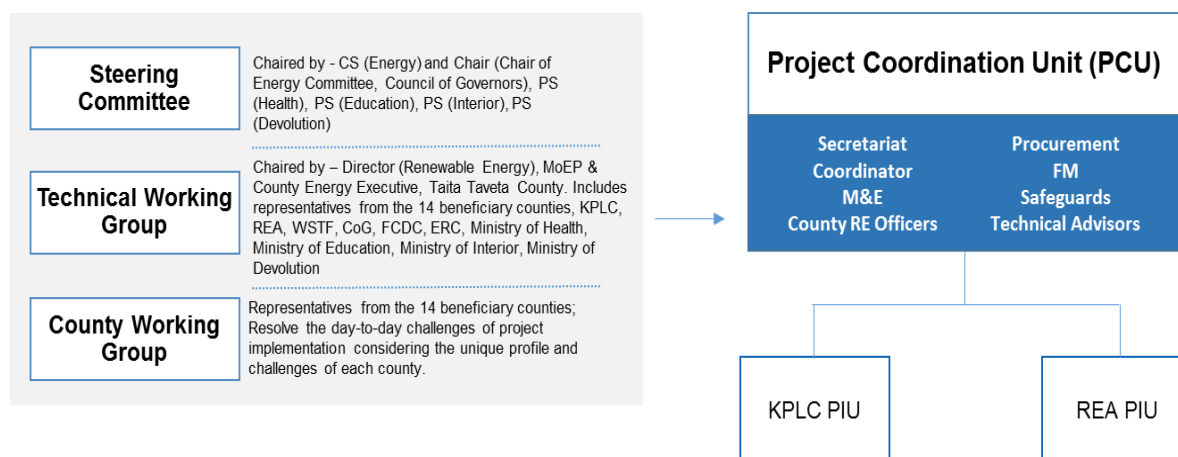 Steering
Committee
Chaired by - CS (Energy) and Chair (Chair of
Energy Committee, Council of Governors), PS
(Health), PS (Education), PS (Interior), PS
(Devolution)
Technical Working
Group
Chaired by – Director (Renewable Energy), MoEP &
County Energy Executive, Taita Taveta County. Includes
representatives from the 14 beneficiary counties, KPLC,
REA, WSTF, CoG, FCDC, ERC, Ministry of Health,
Ministry of Education, Ministry of Interior, Ministry of
Devolution
County Working
Group
Representatives from the 14 beneficiary counties;
Resolve the day-to-day challenges of project
implementation considering the unique profile and
challenges of each county.
Project Coordination Unit (PCU)
Secretariat
Coordinator
M&E
County RE Officers
Procurement
FM
Safeguards
Technical Advisors
KPLC PIU
REA PIU